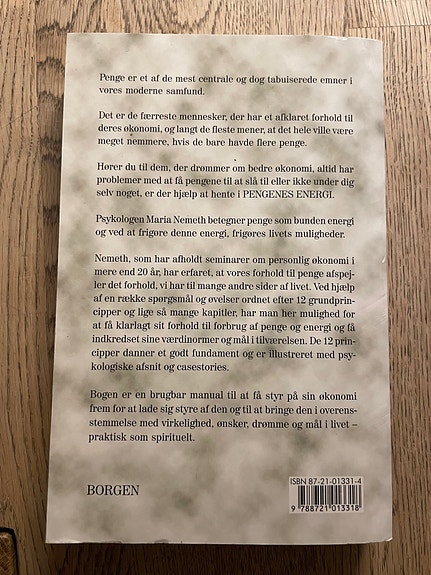 Penge er et af de mest centrale og dog tabuiserede emner i
vores moderne samfund.
Det er de færreste mennesker, der har et afklaret forhold til
deres økonomi, og langt de fleste mener, at det hele ville være
meget nemmere, hvis de bare havde flere penge.
Hører du til dem, der drømmer om bedre økonomi, altid har
problemer med at få pengene til at slå til eller ikke under dig
selv noget, er der hjælp at hente i PENGENES ENERGI.
Psykologen Maria Nemeth betegner penge som bunden energi
og ved at frigøre denne energi, frigøres livets muligheder.
Nemeth, som har afholdt seminarer om personlig økonomi i
mere end 20 år, har erfaret, at vores forhold til penge afspej-
ler det forhold, vi har til mange andre sider af livet. Ved hjælp
af en række spørgsmål og øvelser ordnet efter 12 grundprin-
cipper og lige så mange kapitler, har man her mulighed for
at få klarlagt sit forhold til forbrug af penge og energi og få
indkredset sine værdinormer og mål i tilværelsen. De 12 prin-
cipper danner et godt fundament og er illustreret med psy-
kologiske afsnit og casestories.
Bogen er en brugbar manual til at få styr på sin økonomi
frem for at lade sig styre af den og til at bringe den i overens-
stemmelse med virkelighed, ønsker, drømme og mål i livet –
praktisk som spirituelt.
BORGEN
ISBN 87-21-01331-4
9 788721 013318